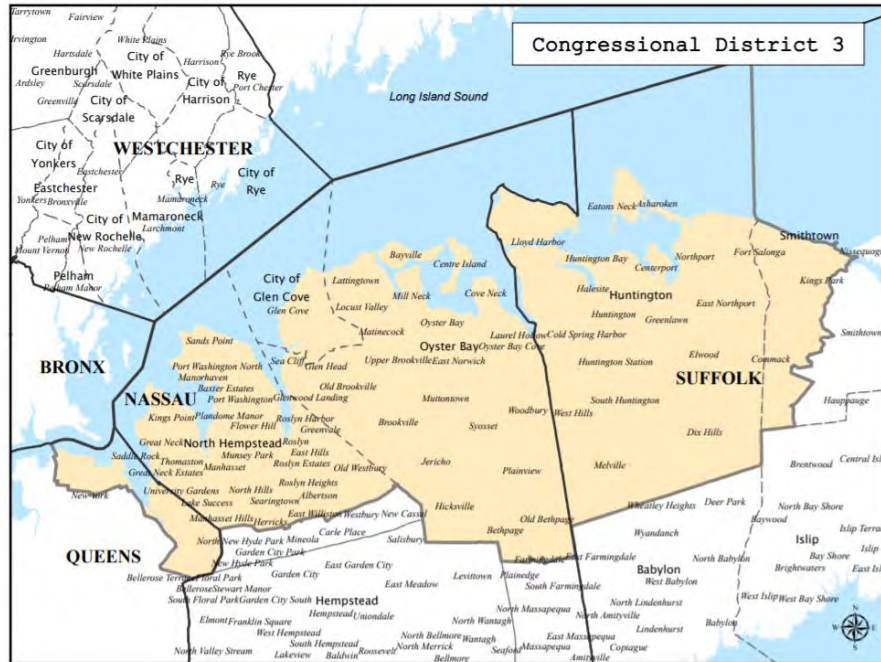 Congressional District 3
Tarrytown
Fairview
Irvington
White Plains
Rye Brook
Hartsdale
City of
White Plains
Harrison
Rye
Greenburgh
Ardsley
Scarsdale
City of
Harrison
Port Chester
Greenville
City of
Scarsdale
Long Island Sound
City of
Yonkers
WESTCHESTER
Eastchester
Rye
Rye
City of
Rye
Eastchester
Yonkers
Bronxville
Mamaroneck
Mamaroneck
City of
New Rochelle
Larchmont
Pelham
Mount Vernon
New Rochelle
Pelham
Pelham Manor
Eatons Neck
Asharoken
Smithtown
Lloyd Harbor
Fort Salonga
Nissequogue
Bayville
Centre Island
Huntington Bay
Northport
Centerport
City of
Glen Cove
Glen Cove
Lattingtown
Mill Neck
Cove Neck
Halesite
Huntington
Kings Park
Locust Valley
East Northport
Oyster Bay
Huntington
Greenlawn
Matinecock
Laurel Hollow
Cold Spring Harbor
Smithtown
Sands Point
Oyster Bay
Oyster Bay Cove
BRONX
Sea Cliff
Glen Head
Upper Brookville
East Norwich
Huntington Station
Elwood
Commack
Port Washington North
Manorhaven
SUFFOLK
NASSAU
Baxter Estates
Old Brookville
Port Washington
Glenwood Landing
Muttontown
South Huntington
Hauppauge
Kings Point
Plandome Manor
Roslyn Harbor
Woodbury
West Hills
Flower Hill
Greenvale
Brookville
Syosset
Great Neck
North Hempstead
Roslyn
Dix Hills
Saddle Rock
Munsey Park
East Hills
Thomaston
Manhasset
Roslyn Estates
Old Westbury
Jericho
Melville
Brentwood
Central Isl
Great Neck Estates
Plainview
New York
University Gardens
North Hills
Roslyn Heights
Searingtown
Albertson
Lake Success
Hicksville
Wheatley Heights
Deer Park
North Bay Shore
Manhasset Hills
Herricks
East Williston
Westbury
New Cassel
Old Bethpage
Baywood
Islip Terra
QUEENS
North New Hyde Park
Mineola
Carle Place
Salisbury
Bethpage
Wyandanch
Islip
Garden City Park
New Hyde Park
Farmingdale
East Farmingdale
North Babylon
Bay Shore
Islip
Bellerose Terrace
Floral Park
Garden City
East Garden City
Levittown
Plainedge
Babylon
Brightwaters
East Isl
Bellerose
Stewart Manor
East Meadow
South Farmingdale
West Babylon
South Floral Park
Garden City South
Hempstead
Hempstead
Uniondale
North Massapequa
North Lindenhurst
West Islip
West Bay Shore
Elmont
Franklin Square
North Wantagh
North Amityville
Babylon
West Hempstead
North Bellmore
Wantagh
East Massapequa
Lindenhurst
South Hempstead
North Merrick
Seaford
Massapequa
Copiague
North Valley Stream
Lakeview
Baldwin
Roosevelt
Bellmore
Amityville
N
W
E
S